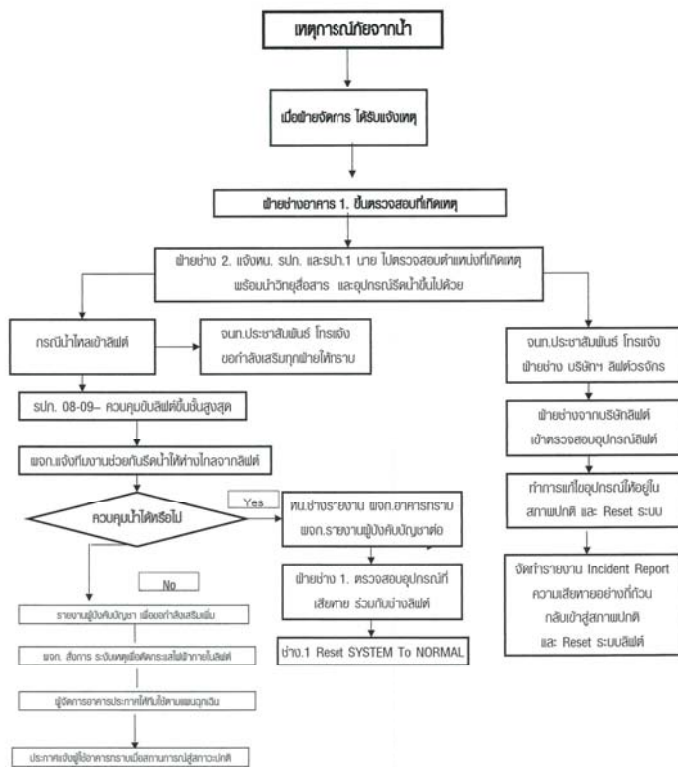 เหตุการณ์ภัยจากน้ำ
เมื่อฝ่ายจัดการ ได้รับแจ้งเหตุ
ฝ่ายช่างอาคาร 1. ขึ้นตรวจสอบที่เกิดเหตุ
ฝ่ายช่าง 2. แจ้งหน. รปภ. และรปภ.1 นาย ไปตรวจสอบตำแหน่งที่เกิดเหตุ
พร้อมนำวิทยุสื่อสาร และอุปกรณ์รีดน้ำขึ้นไปด้วย
กรณีน้ำไหลเข้าลิฟต์
จนท.ประชาสัมพันธ์ โทรแจ้ง
ขอกำลังเสริมทุกฝ่ายให้ทราบ
รปภ. 08-09– ควบคุมขับลิฟต์ขึ้นชั้นสูงสุด
ผจก.แจ้งทีมงานช่วยกันรีดน้ำให้ห่างไกลจากลิฟต์
ควบคุมน้ำได้หรือไม่
Yes
No
หน.ช่างรายงาน ผจก.อาคารทราบ
ผจก.รายงานผู้บังคับบัญชาต่อ
ฝ่ายช่าง 1. ตรวจสอบอุปกรณ์ที่
เสียหาย ร่วมกับช่างลิฟต์
ช่าง.1 Reset SYSTEM To NORMAL
รายงานผู้บังคับบัญชา เพื่อขอกำลังเสริมเพิ่ม
ผจก. สั่งการ ระงับเหตุเพื่อตัดกระแสไฟฟ้าภายในลิฟต์
ผู้จัดการอาคารประกาศให้ทีมใช้ตามแผนฉุกเฉิน
ประกาศแจ้งผู้ใช้อาคารทราบเมื่อสถานการณ์สู่สภาวะปกติ
จนท.ประชาสัมพันธ์ โทรแจ้ง
ฝ่ายช่าง บริษัทฯ ลิฟต์วรจักร
ฝ่ายช่างจากบริษัทลิฟต์
เข้าตรวจสอบอุปกรณ์ลิฟต์
ทำการแก้ไขอุปกรณ์ให้อยู่ใน
สภาพปกติ และ Reset ระบบ
จัดทำรายงาน Incident Report
ความเสียหายอย่างถี่ถ้วน
กลับเข้าสู่สภาพปกติ
และ Reset ระบบลิฟต์